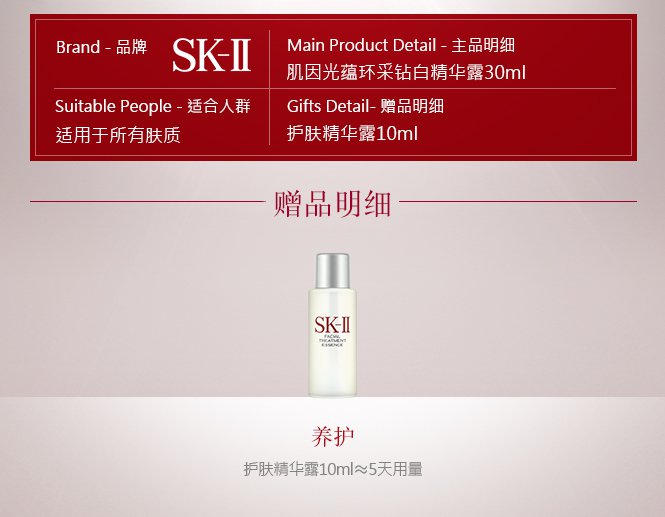 Brand - 品牌
SK-II
Main Product Detail - 主品明细
肌因光蕴环采钻白精华露30ml
Suitable People - 适合人群
适用于所有肤质
Gifts Detail- 赠品明细
护肤精华露10ml
赠品明细
SK-II
FACIAL
TREATMENT
ESSENCE
养护
护肤精华露10ml≈5天用量